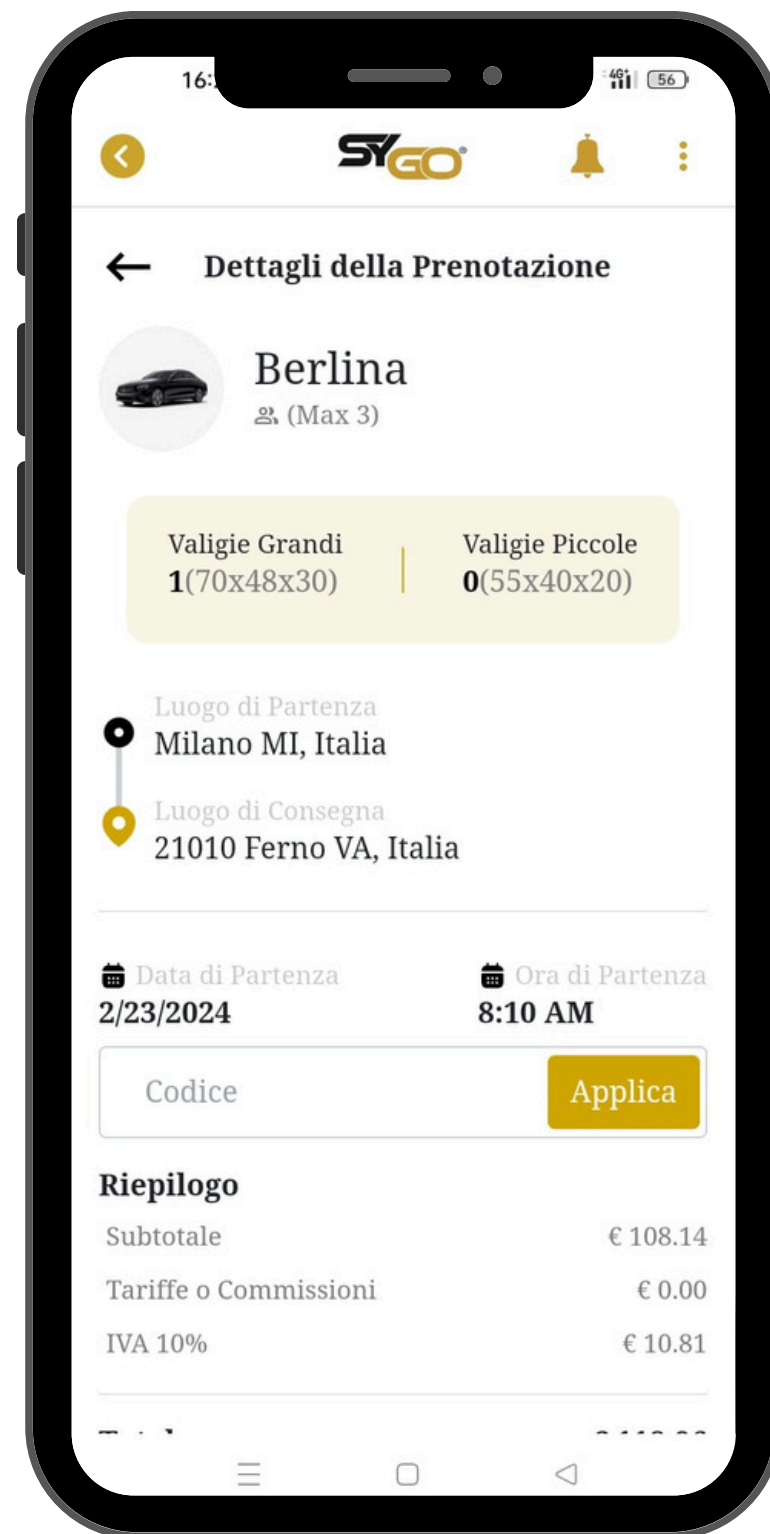 4G+
56
SYGO®
Dettagli della Prenotazione
Berlina
(Max 3)
Valigie Grandi Valigie Piccole
1(70x48x30) 0(55x40x20)
Luogo di Partenza
Milano MI, Italia
Luogo di Consegna
21010 Ferno VA, Italia
Data di Partenza Ora di Partenza
2/23/2024 8:10 AM
Codice Applica
Riepilogo
Subtotale € 108.14
Tariffe o Commissioni € 0.00
IVA 10% € 10.81